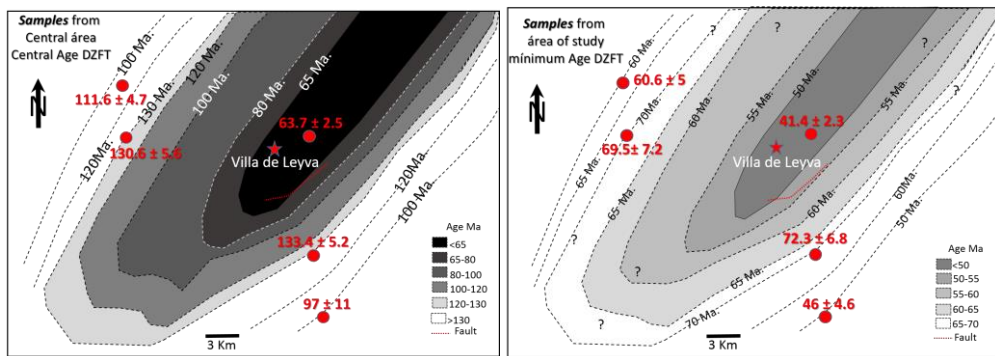 Samples from
Central área
Central Age DZFT
N
100 Ma.
111.6 ± 4.7
130 Ma.
120 Ma.
100 Ma.
80 Ma.
65 Ma.
130.6 ± 5.6
120Ma.
63.7 ± 2.5
Villa de Leyva
120Ma.
100 Ma.
133.4 ± 5.2
97 ± 11
3 Km
Age Ma
<65
65-80
80-100
100-120
120-130
>130
Fault
Samples from
área of study
mínimum Age DZFT
N
60 Ma.
60.6 ± 5
70Ma.
60 Ma.
55 Ma.
50 Ma.
55 Ma.
?
?
?
69.5± 7.2
65 Ma.
65 Ma.
41.4 ± 2.3
Villa de Leyva
60 Ma.
60Ma.
50 Ma.
72.3 ± 6.8
65 Ma.
70 Ma.
46 ± 4.6
?
?
?
3 Km
Age Ma
<50
50-55
55-60
60-65
65-70
Fault